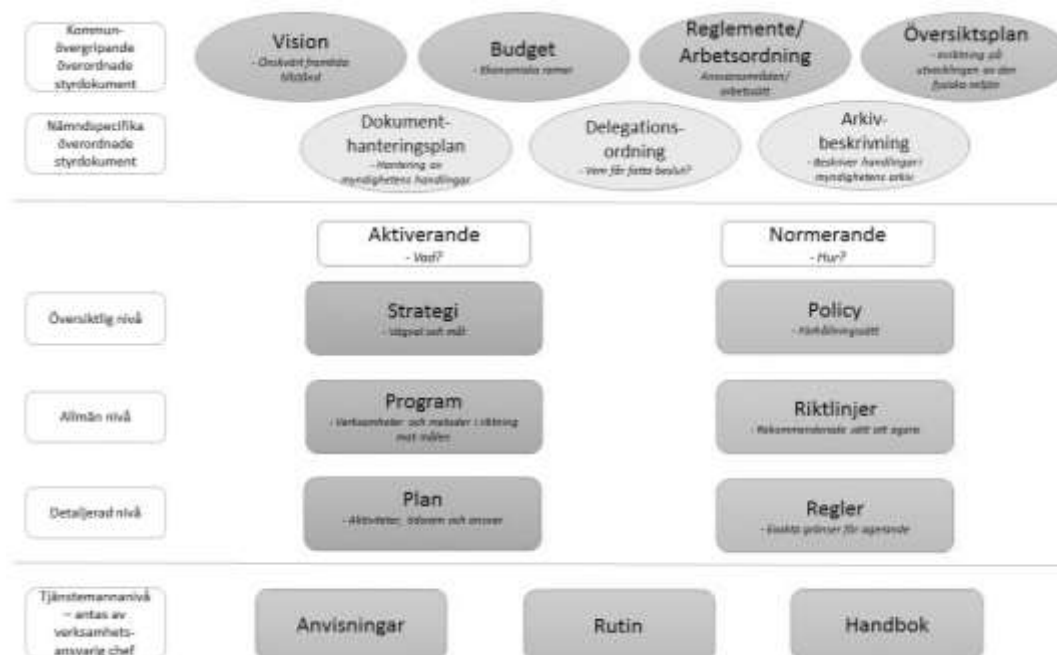 Kommun-
övergripande
överordnade
styrdokument
Vision
- Önskvärt framtida
tillstånd
Budget
- Ekonomiska ramar
Reglemente/
Arbetsordning
Ansvarsområden/
arbetssätt
Översiktsplan
- inriktning på
utvecklingen av den
fysiska miljön
Nämndspecifika
överordnade
styrdokument
Dokument-
hanteringsplan
- Hantering av
myndighetens handlingar
Delegations-
ordning
- Vem får fatta beslut?
Arkiv-
beskrivning
- Beskriver handlingar i
myndighetens arkiv
Aktiverande
- Vad?
Normerande
- Hur?
Översiktlig nivå
Strategi
- Vägval och mål
Policy
- Förhållningssätt
Allmän nivå
Program
- Verksamheter och metoder i riktning
mot målen
Riktlinjer
- Rekommenderade sätt att agera
Detaljerad nivå
Plan
- Aktiviteter, tidsram och ansvar
Regler
- Exakta gränser för agerande
Tjänstemannanivå
– antas av
verksamhets-
ansvarig chef
Anvisningar
Rutin
Handbok